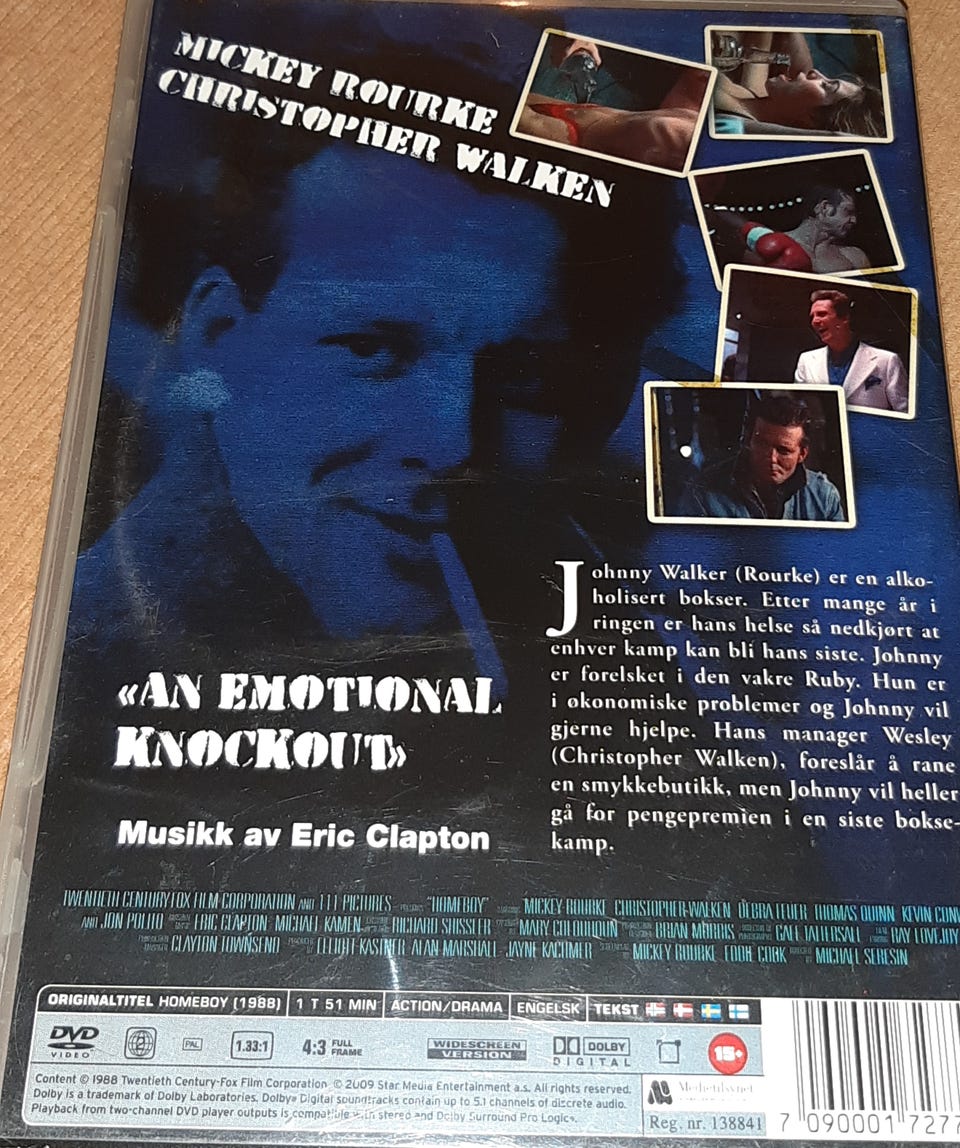 MICKEY ROURKE
CHRISTOPHER WALKEN
Johnny Walker (Rourke) er en alko-
holisert bokser. Etter mange år i
ringen er hans helse så nedkjørt at
enhver kamp kan bli hans siste. Johnny
er forelsket i den vakre Ruby. Hun er
i økonomiske problemer og Johnny vil
gjerne hjelpe. Hans manager Wesley
(Christopher Walken), foreslår å rane
en smykkebutikk, men Johnny vil heller
gå for pengepremien i en siste bokse-
kamp.
«AN EMOTIONAL
KNOCKOUT»
Musikk av Eric Clapton
TWENTIETH CENTURY FOX FILM CORPORATION AND PICTURES "HOMEBOY" MICKEY ROURKE CHRISTOPHER WALKEN DEBRA FEUER THOMAS QUINN KEVIN
AND JON POLITO ERIC CLAPTON MICHAEL KAMEN RICHARD SHISSLER MARY COLQUHOUN BRIAN MORRIS GALE TATTERSALL RAY LOVEJOY
CLAYTON TOWNSEND ELLIOTT KASTNER ALAN MARSHALL JAYNE KACHMER MICKEY ROURKE EDDIE COOK MICHAEL SERESIN
ORIGINALTITEL HOMEBOY (1988) 1 T 51 MIN ACTION/DRAMA ENGELSK TEKST
DVD VIDEO 2 PAL 1.33:1 4:3 FULL FRAME WIDESCREEN VERSION DOLBY DIGITAL 15+
Content © 1988 Twentieth Century-Fox Film Corporation. © 2009 Star Media Entertainment a.s. All rights reserved.
Dolby is a trademark of Dolby Laboratories. Dolby Digital soundtracks contain up to 5.1 channels of discrete audio.
Playback from two-channel DVD player outputs is compatible with stereo and Dolby Surround Pro Logic.
Medietilsynet
Reg. nr. 138841
7 090001 7277